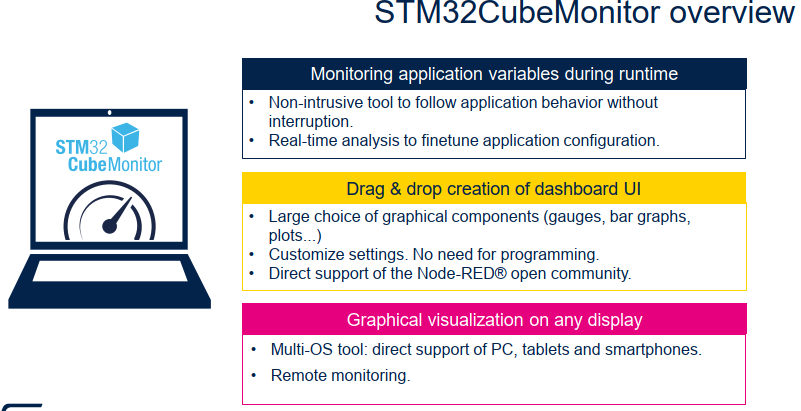 STM32CubeMonitor overview
STM32
CubeMonitor
Monitoring application variables during runtime
• Non-intrusive tool to follow application behavior without
interruption.
• Real-time analysis to finetune application configuration.
Drag & drop creation of dashboard UI
• Large choice of graphical components (gauges, bar graphs,
plots...)
• Customize settings. No need for programming.
• Direct support of the Node-RED® open community.
Graphical visualization on any display
• Multi-OS tool: direct support of PC, tablets and smartphones.
• Remote monitoring.